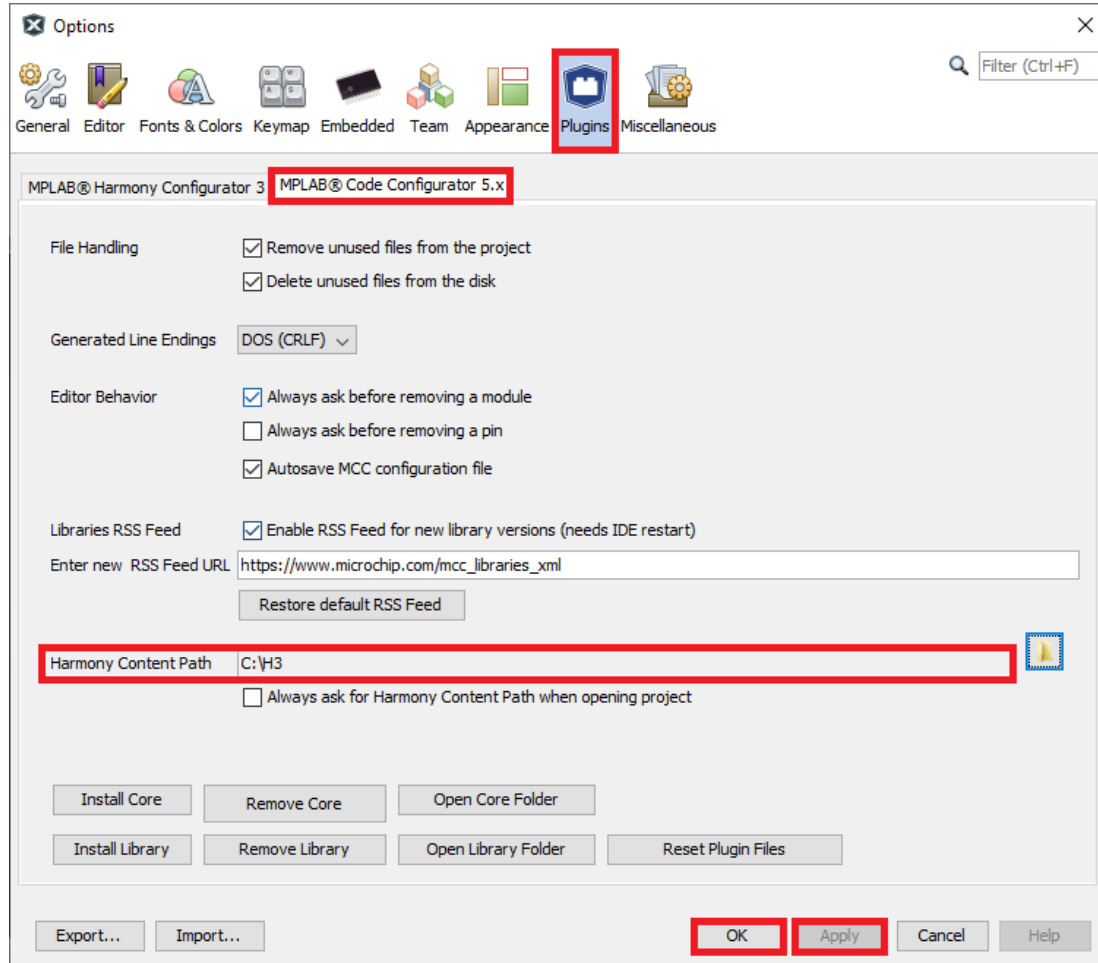 Options
Filter (Ctrl+F)
General Editor Fonts & Colors Keymap Embedded Team Appearance Plugins Miscellaneous
MPLAB® Harmony Configurator 3 MPLAB® Code Configurator 5.x
File Handling Remove unused files from the project
Delete unused files from the disk
Generated Line Endings DOS (CRLF)
Editor Behavior Always ask before removing a module
Always ask before removing a pin
Autosave MCC configuration file
Libraries RSS Feed Enable RSS Feed for new library versions (needs IDE restart)
Enter new RSS Feed URL https://www.microchip.com/mcc_libraries_xml
Restore default RSS Feed
Harmony Content Path C:\H3
Always ask for Harmony Content Path when opening project
Install Core Remove Core Open Core Folder
Install Library Remove Library Open Library Folder Reset Plugin Files
Export... Import... OK Apply Cancel Help